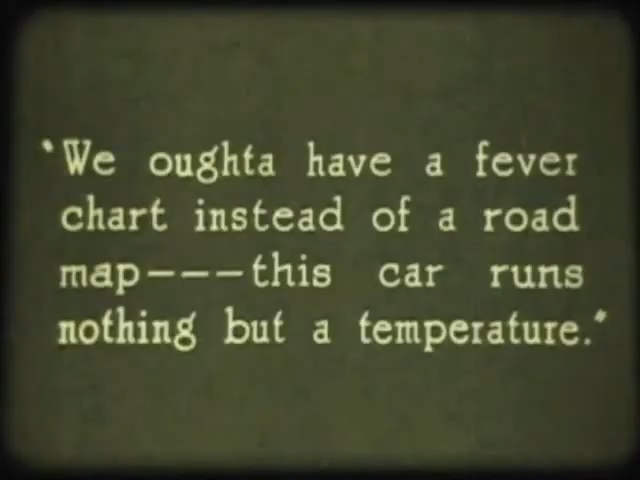 "We oughta have a fever
chart instead of a road
map---this car runs
nothing but a temperature."